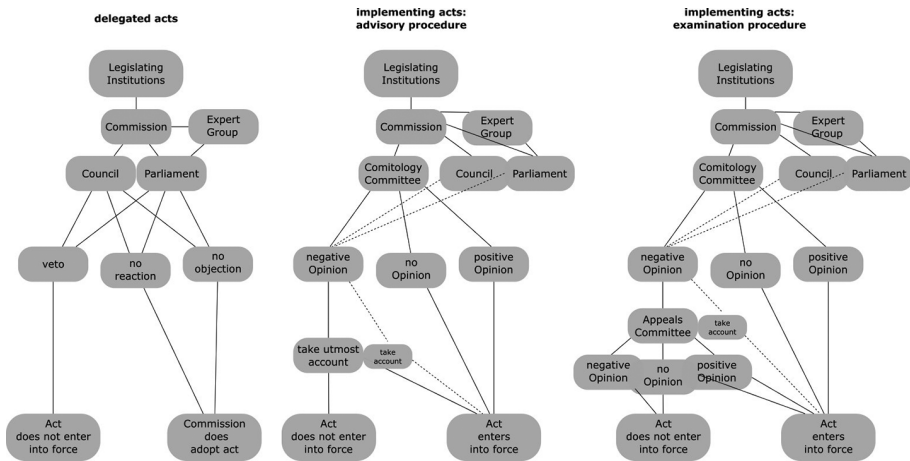 delegated acts
Legislating
Institutions
Commission
Expert
Group
Council
Parliament
veto
no
reaction
no
objection
Act
does not enter
into force
Commission
does
adopt act
implementing acts:
advisory procedure
Legislating
Institutions
Commission
Expert
Group
Comitology
Committee
Council
Parliament
negative
Opinion
no
Opinion
positive
Opinion
take utmost
account
take
account
Act
does not enter
into force
Act
enters
into force
implementing acts:
examination procedure
Legislating
Institutions
Commission
Expert
Group
Comitology
Committee
Council
Parliament
negative
Opinion
no
Opinion
positive
Opinion
Appeals
Committee
take
account
negative
Opinion
no
Opinion
positive
Opinion
Act
does not enter
into force
Act
enters
into force